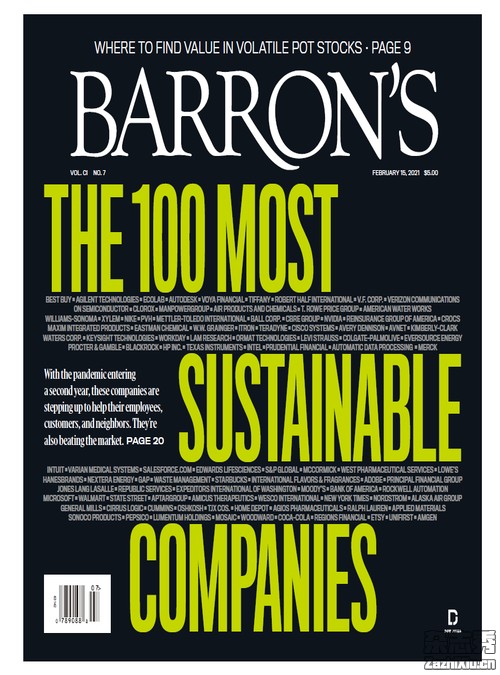 WHERE TO FIND VALUE IN VOLATILE POT STOCKS · PAGE 9
BARRON'S
VOL. CI NO. 7
FEBRUARY 15, 2021 $5.00
THE 100 MOST
BEST BUY • AGILENT TECHNOLOGIES • ECOLAB • AUTODESK • VOYA FINANCIAL • TIFFANY • ROBERT HALF INTERNATIONAL • V.F. CORP. • VERIZON COMMUNICATIONS
ON SEMICONDUCTOR • CLOROX • MANPOWERGROUP • AIR PRODUCTS AND CHEMICALS • T. ROWE PRICE GROUP • AMERICAN WATER WORKS
WILLIAMS-SONOMA • XYLEM • NIKE • PVH • METTLER-TOLEDO INTERNATIONAL • BALL CORP. • CBRE GROUP • NVIDIA • REINSURANCE GROUP OF AMERICA • CROCS
MAXIM INTEGRATED PRODUCTS • EASTMAN CHEMICAL • W.W. GRAINGER • ITRON • TERADYNE • CISCO SYSTEMS • AVERY DENNISON • AVNET • KIMBERLY-CLARK
WATERS CORP. • KEYSIGHT TECHNOLOGIES • WORKDAY • LAM RESEARCH • ORMAT TECHNOLOGIES • LEVI STRAUSS • COLGATE-PALMOLIVE • EVERSOURCE ENERGY
PROCTER & GAMBLE • BLACKROCK • HP INC. • TEXAS INSTRUMENTS • INTEL • PRUDENTIAL FINANCIAL • AUTOMATIC DATA PROCESSING • MERCK
With the pandemic entering
a second year, these companies are
stepping up to help their employees,
customers, and neighbors. They're
also beating the market. PAGE 20
SUSTAINABLE
INTUIT • VARIAN MEDICAL SYSTEMS • SALESFORCE.COM • EDWARDS LIFESCIENCES • S&P GLOBAL • MCCORMICK • WEST PHARMACEUTICAL SERVICES • LOWE'S
HANESBRANDS • NEXTERA ENERGY • GAP • WASTE MANAGEMENT • STARBUCKS • INTERNATIONAL FLAVORS & FRAGRANCES • ADOBE • PRINCIPAL FINANCIAL GROUP
JONES LANG LASALLE • REPUBLIC SERVICES • EXPEDITORS INTERNATIONAL OF WASHINGTON • MOODY'S • BANK OF AMERICA • ROCKWELL AUTOMATION
MICROSOFT • WALMART • STATE STREET • APTARGROUP • AMICUS THERAPEUTICS • WESCO INTERNATIONAL • NEW YORK TIMES • NORDSTROM • ALASKA AIR GROUP
GENERAL MILLS • CIRRUS LOGIC • CUMMINS • OSHKOSH • TJX COS. • HOME DEPOT • AGIOS PHARMACEUTICALS • RALPH LAUREN • APPLIED MATERIALS
SONOCO PRODUCTS • PEPSICO • LUMENTUM HOLDINGS • MOSAIC • WOODWARD • COCA-COLA • REGIONS FINANCIAL • ETSY • UNIFIRST • AMGEN
COMPANIES
07>
D
zazhixiu.cn